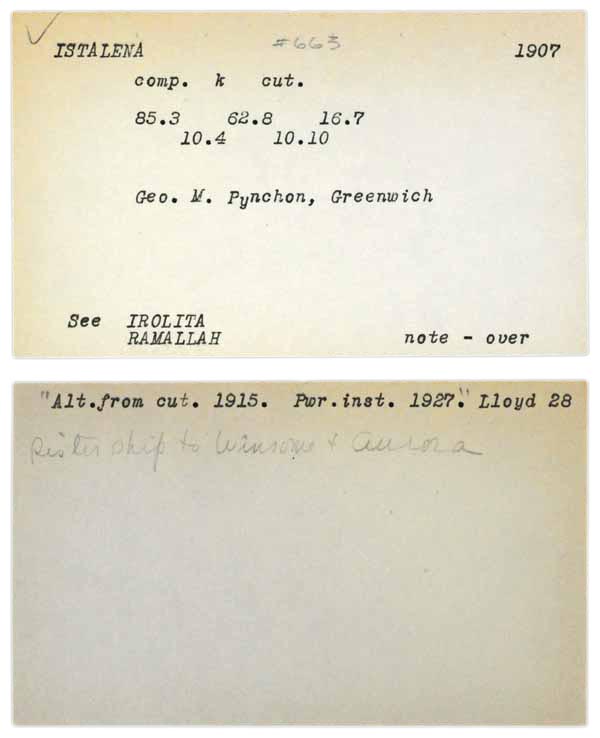 ISTALENA #663 1907
comp. k cut.
85.3 62.8 16.7
10.4 10.10
Geo. M. Pynchon, Greenwich
See IROLITA
RAMALLAH note - over
"Alt.from cut. 1915. Pwr.inst. 1927." Lloyd 28
Sister ship to Winsome + Aurora